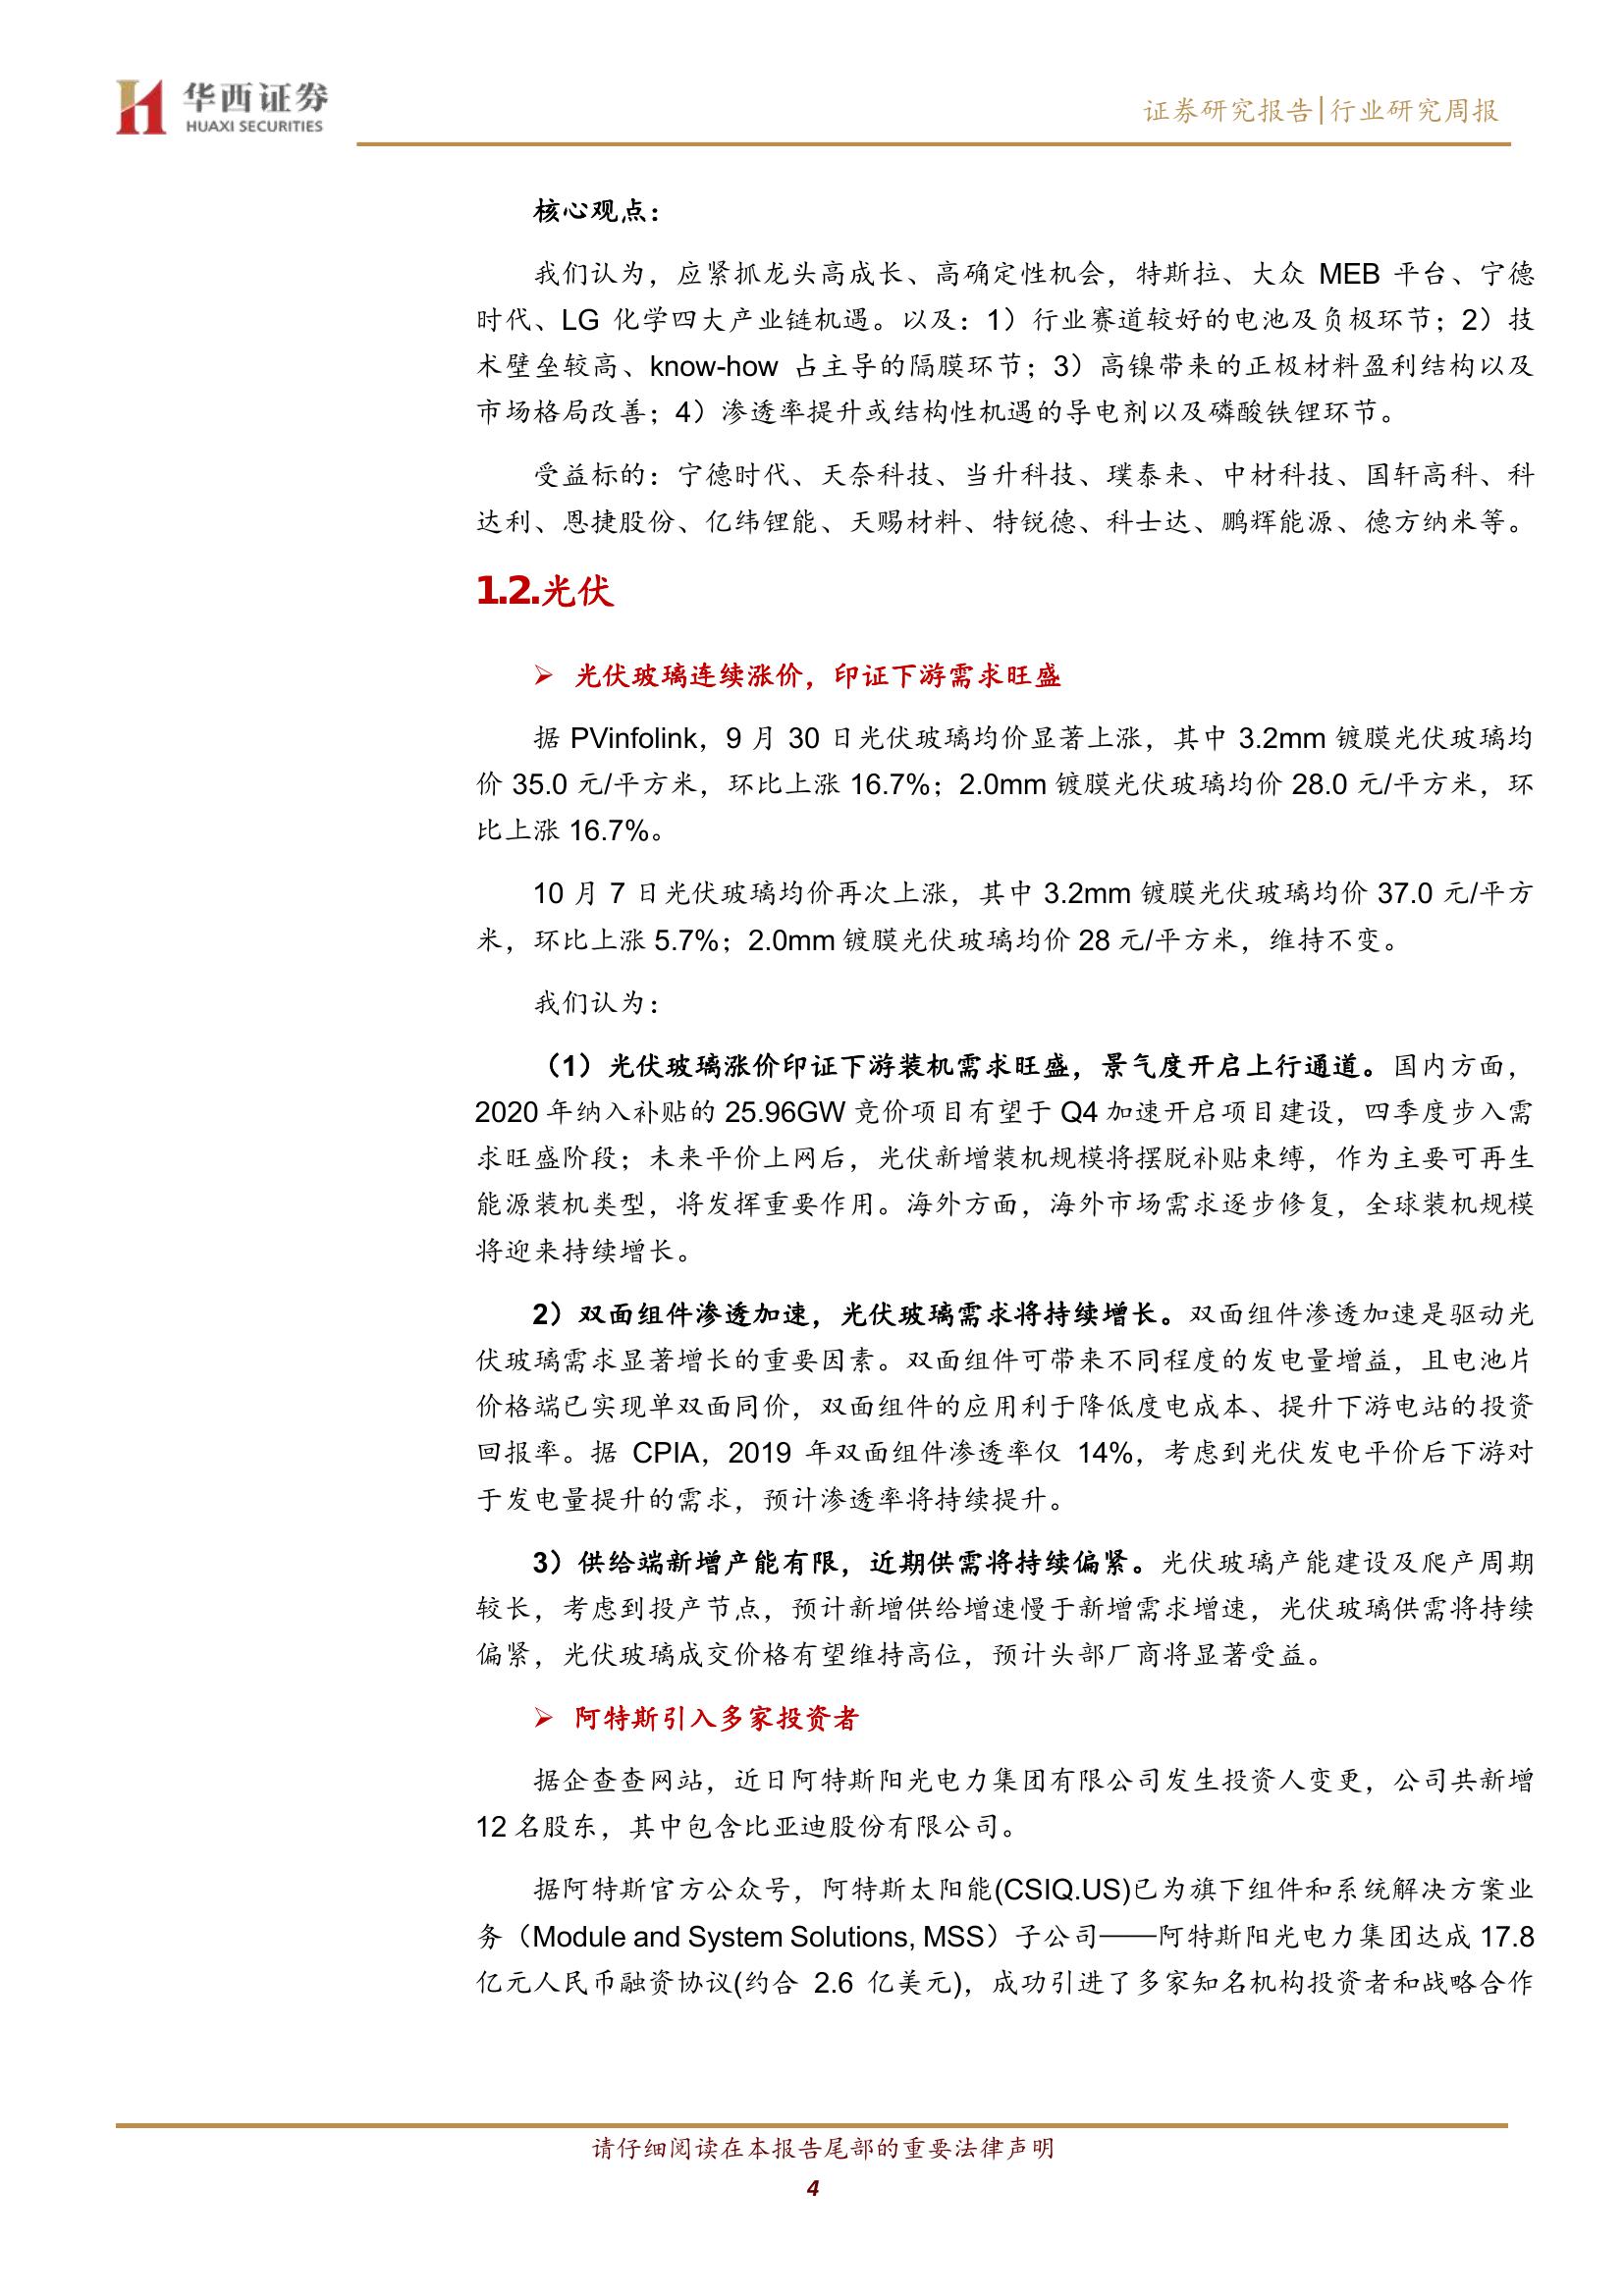 华西证券
HUAXI SECURITIES
证券研究报告|行业研究周报
核心观点：
我们认为，应紧抓龙头高成长、高确定性机会，特斯拉、大众 MEB 平台、宁德
时代、LG 化学四大产业链机遇。以及：1）行业赛道较好的电池及负极环节；2）技
术壁垒较高、know-how 占主导的隔膜环节；3）高镍带来的正极材料盈利结构以及
市场格局改善；4）渗透率提升或结构性机遇的导电剂以及磷酸铁锂环节。
受益标的：宁德时代、天奈科技、当升科技、璞泰来、中材科技、国轩高科、科
达利、恩捷股份、亿纬锂能、天赐材料、特锐德、科士达、鹏辉能源、德方纳米等。
1.2.光伏
➢ 光伏玻璃连续涨价，印证下游需求旺盛
据 PVinfolink，9 月 30 日光伏玻璃均价显著上涨，其中 3.2mm 镀膜光伏玻璃均
价 35.0 元/平方米，环比上涨 16.7%；2.0mm 镀膜光伏玻璃均价 28.0 元/平方米，环
比上涨 16.7%。
10 月 7 日光伏玻璃均价再次上涨，其中 3.2mm 镀膜光伏玻璃均价 37.0 元/平方
米，环比上涨 5.7%；2.0mm 镀膜光伏玻璃均价 28 元/平方米，维持不变。
我们认为：
（1）光伏玻璃涨价印证下游装机需求旺盛，景气度开启上行通道。国内方面，
2020 年纳入补贴的 25.96GW 竞价项目有望于 Q4 加速开启项目建设，四季度步入需
求旺盛阶段；未来平价上网后，光伏新增装机规模将摆脱补贴束缚，作为主要可再生
能源装机类型，将发挥重要作用。海外方面，海外市场需求逐步修复，全球装机规模
将迎来持续增长。
2）双面组件渗透加速，光伏玻璃需求将持续增长。双面组件渗透加速是驱动光
伏玻璃需求显著增长的重要因素。双面组件可带来不同程度的发电量增益，且电池片
价格端已实现单双面同价，双面组件的应用利于降低度电成本、提升下游电站的投资
回报率。据 CPIA，2019 年双面组件渗透率仅 14%，考虑到光伏发电平价后下游对
于发电量提升的需求，预计渗透率将持续提升。
3）供给端新增产能有限，近期供需将持续偏紧。光伏玻璃产能建设及爬产周期
较长，考虑到投产节点，预计新增供给增速慢于新增需求增速，光伏玻璃供需将持续
偏紧，光伏玻璃成交价格有望维持高位，预计头部厂商将显著受益。
➢ 阿特斯引入多家投资者
据企查查网站，近日阿特斯阳光电力集团有限公司发生投资人变更，公司共新增
12 名股东，其中包含比亚迪股份有限公司。
据阿特斯官方公众号，阿特斯太阳能(CSIQ.US)已为旗下组件和系统解决方案业
务（Module and System Solutions, MSS）子公司——阿特斯阳光电力集团达成 17.8
亿元人民币融资协议(约合 2.6 亿美元)，成功引进了多家知名机构投资者和战略合作
请仔细阅读在本报告尾部的重要法律声明
4